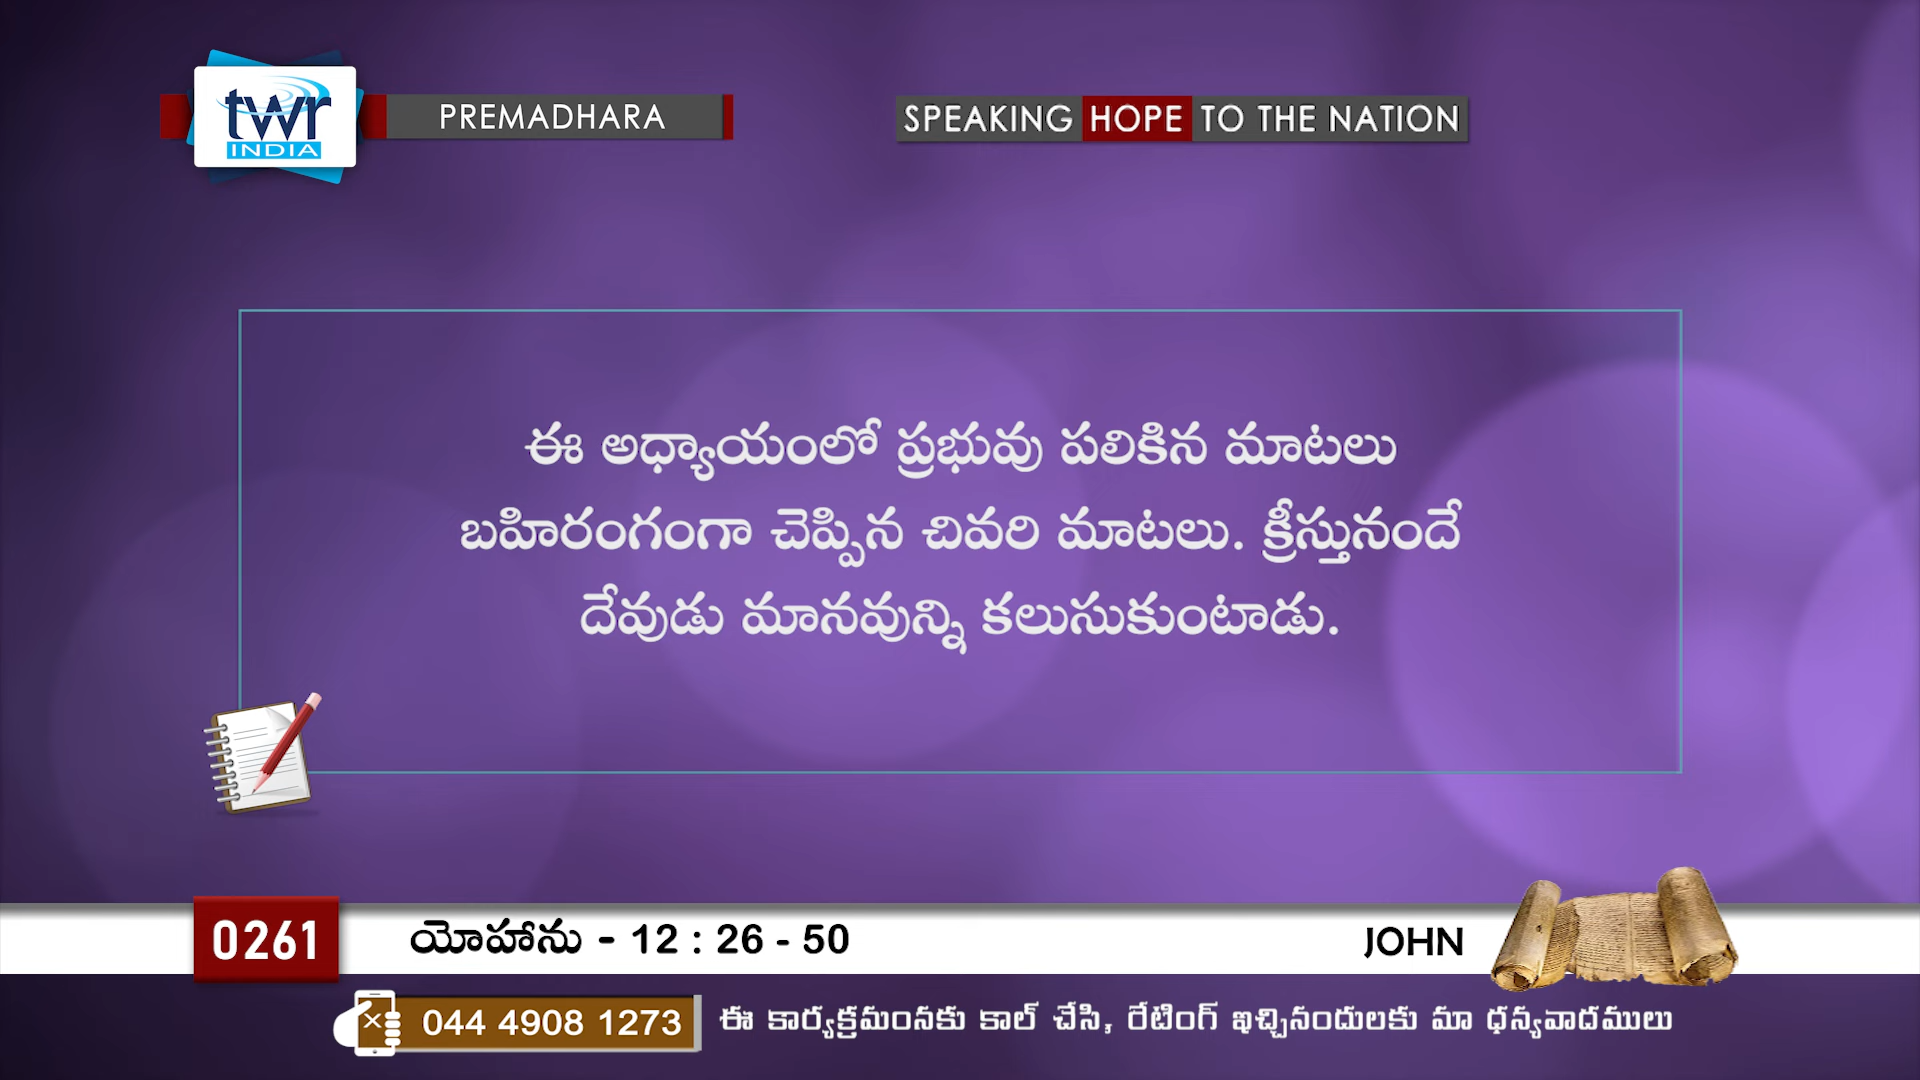 twr
INDIA
PREMADHARA
SPEAKING HOPE TO THE NATION
ఈ అధ్యాయంలో ప్రభువు పలికిన మాటలు
బహిరంగంగా చెప్పిన చివరి మాటలు. క్రీస్తునందే
దేవుడు మానవున్ని కలుసుకుంటాడు.
0261
యోహాను - 12 : 26 - 50
JOHN
044 4908 1273
ఈ కార్యక్రమంనకు కాల్ చేసి, రేటింగ్ ఇచ్చినందులకు మా ధన్యవాదములు